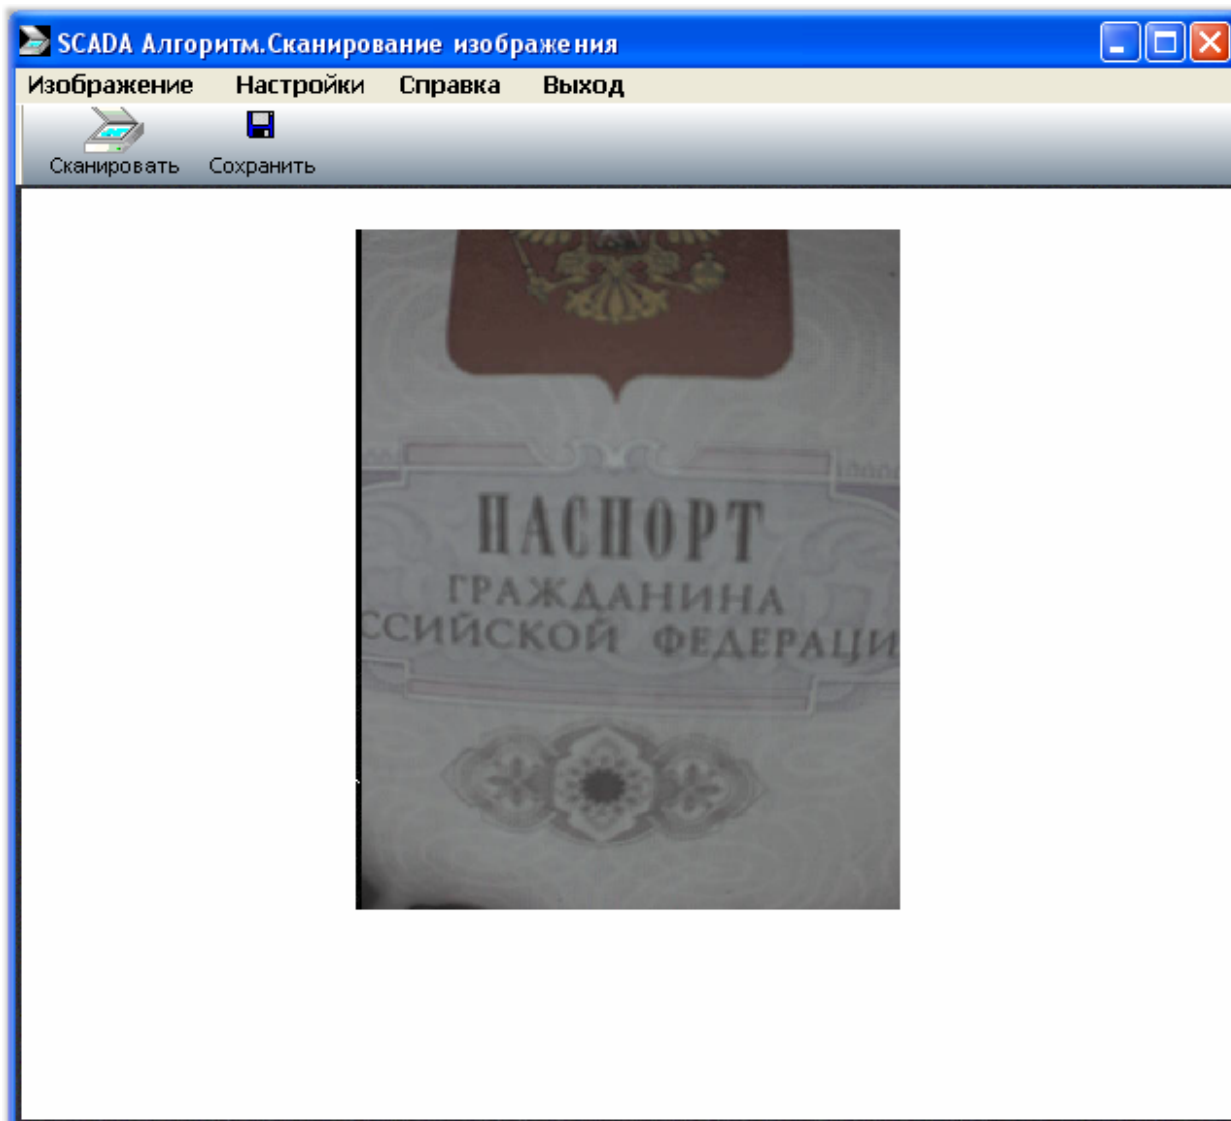 SCADA Алгоритм.Сканирование изображения
Изображение Настройки Справка Выход
Сканировать Сохранить
ПАСПОРТ
ГРАЖДАНИНА
ССИЙСКОЙ ФЕДЕРАЦИ